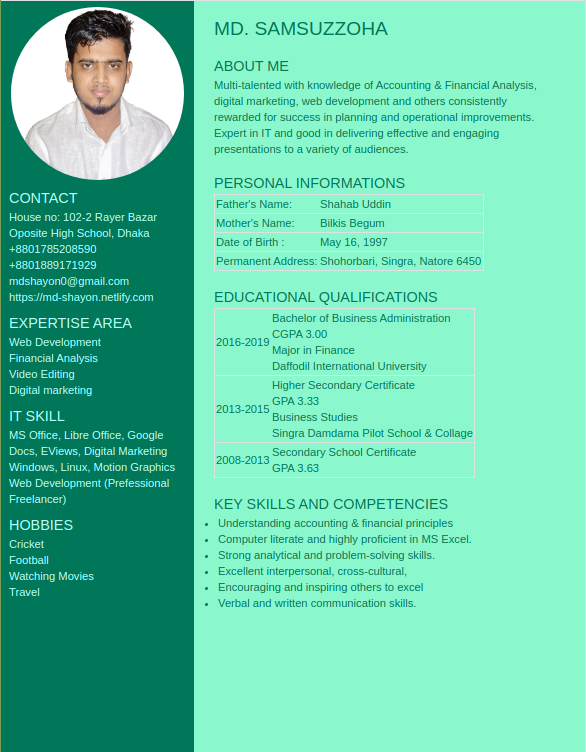 MD. SAMSUZZOHA
ABOUT ME
Multi-talented with knowledge of Accounting & Financial Analysis,
digital marketing, web development and others consistently
rewarded for success in planning and operational improvements.
Expert in IT and good in delivering effective and engaging
presentations to a variety of audiences.
PERSONAL INFORMATIONS
Father's Name: Shahab Uddin
Mother's Name: Bilkis Begum
Date of Birth : May 16, 1997
Permanent Address: Shohorbari, Singra, Natore 6450
EDUCATIONAL QUALIFICATIONS
2016-2019
Bachelor of Business Administration
CGPA 3.00
Major in Finance
Daffodil International University
2013-2015
Higher Secondary Certificate
GPA 3.33
Business Studies
Singra Damdama Pilot School & Collage
2008-2013
Secondary School Certificate
GPA 3.63
KEY SKILLS AND COMPETENCIES
• Understanding accounting & financial principles
• Computer literate and highly proficient in MS Excel.
• Strong analytical and problem-solving skills.
• Excellent interpersonal, cross-cultural,
• Encouraging and inspiring others to excel
• Verbal and written communication skills.
CONTACT
House no: 102-2 Rayer Bazar
Oposite High School, Dhaka
+8801785208590
+8801889171929
mdshayon0@gmail.com
https://md-shayon.netlify.com
EXPERTISE AREA
Web Development
Financial Analysis
Video Editing
Digital marketing
IT SKILL
MS Office, Libre Office, Google
Docs, EViews, Digital Marketing
Windows, Linux, Motion Graphics
Web Development (Prefessional
Freelancer)
HOBBIES
Cricket
Football
Watching Movies
Travel